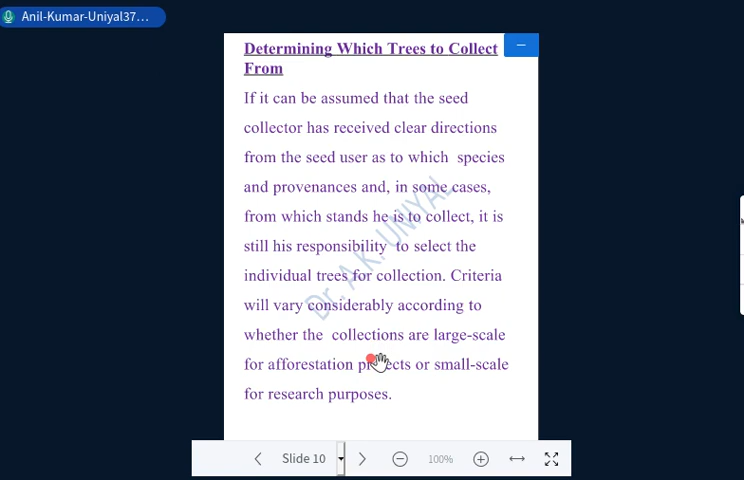 Anil-Kumar-Uniyal37...
Determining Which Trees to Collect
From
If it can be assumed that the seed
collector has received clear directions
from the seed user as to which species
and provenances and, in some cases,
from which stands he is to collect, it is
still his responsibility to select the
individual trees for collection. Criteria
will vary considerably according to
whether the collections are large-scale
for afforestation projects or small-scale
for research purposes.
Dr. A.K. UNIYAL
Slide 10
100%